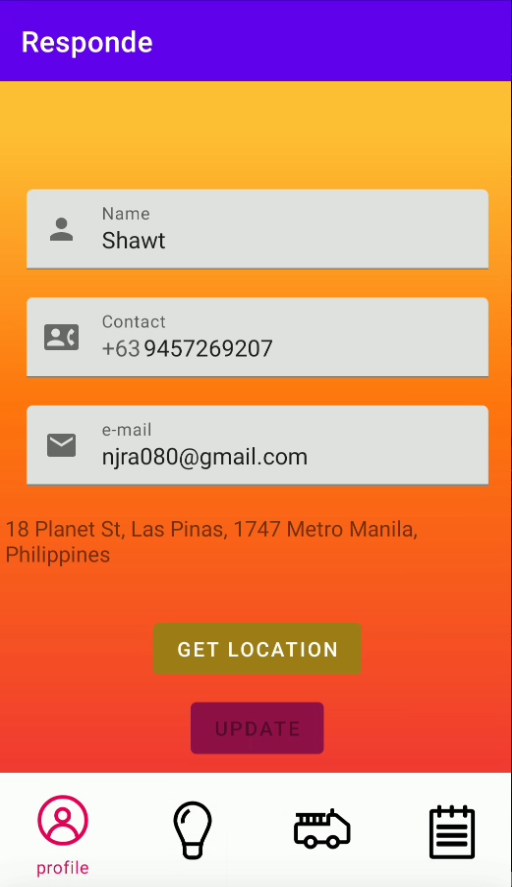 Responde
Name
Shawt
Contact
+63 9457269207
e-mail
njra080@gmail.com
18 Planet St, Las Pinas, 1747 Metro Manila,
Philippines
GET LOCATION
UPDATE
profile